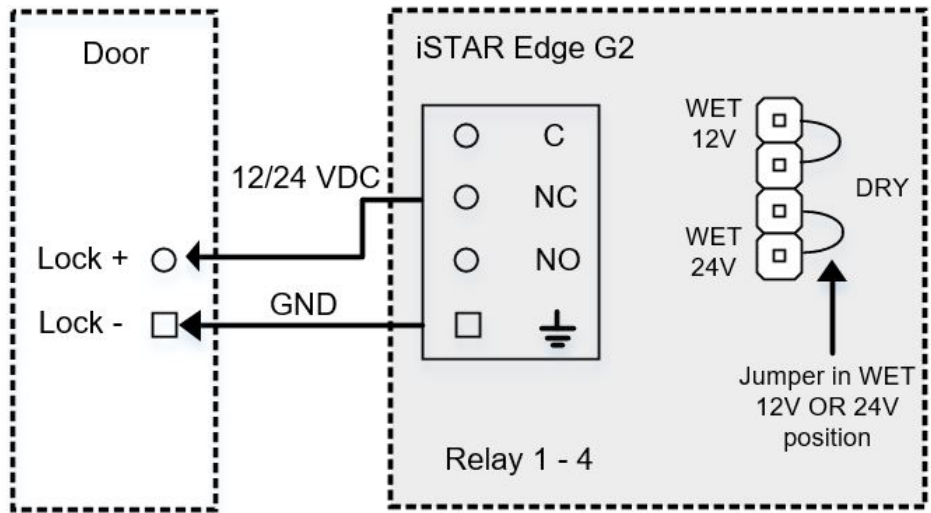 Door
iSTAR Edge G2
12/24 VDC
Lock +
GND
Lock -
C
NC
NO
Relay 1 - 4
WET
12V
DRY
WET
24V
Jumper in WET
12V OR 24V
position